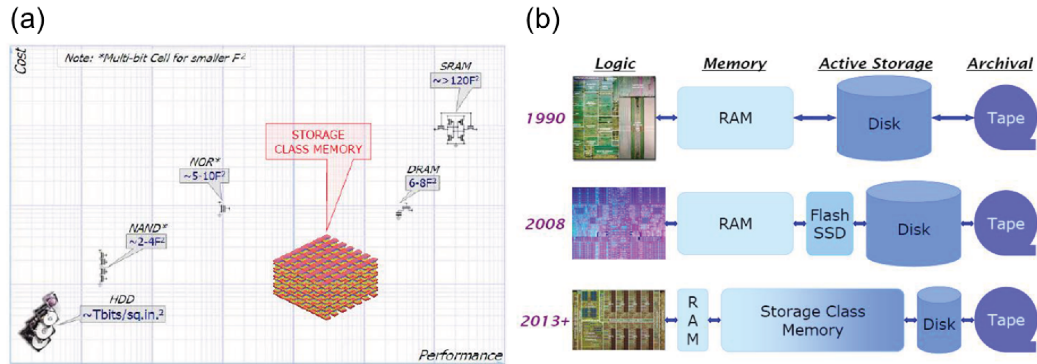 (a)
Cost
Note: *Multi-bit Cell for smaller F²
SRAM
~>120F²
STORAGE
CLASS MEMORY
NOR*
~5-10F²
DRAM
6-8F²
NAND*
~2-4F²
HDD
~Tbits/sq.in.²
Performance
(b)
Logic Memory Active Storage Archival
1990
RAM
Disk
Tape
2008
RAM
Flash
SSD
Disk
Tape
2013+
R
A
M
Storage Class
Memory
Disk
Tape